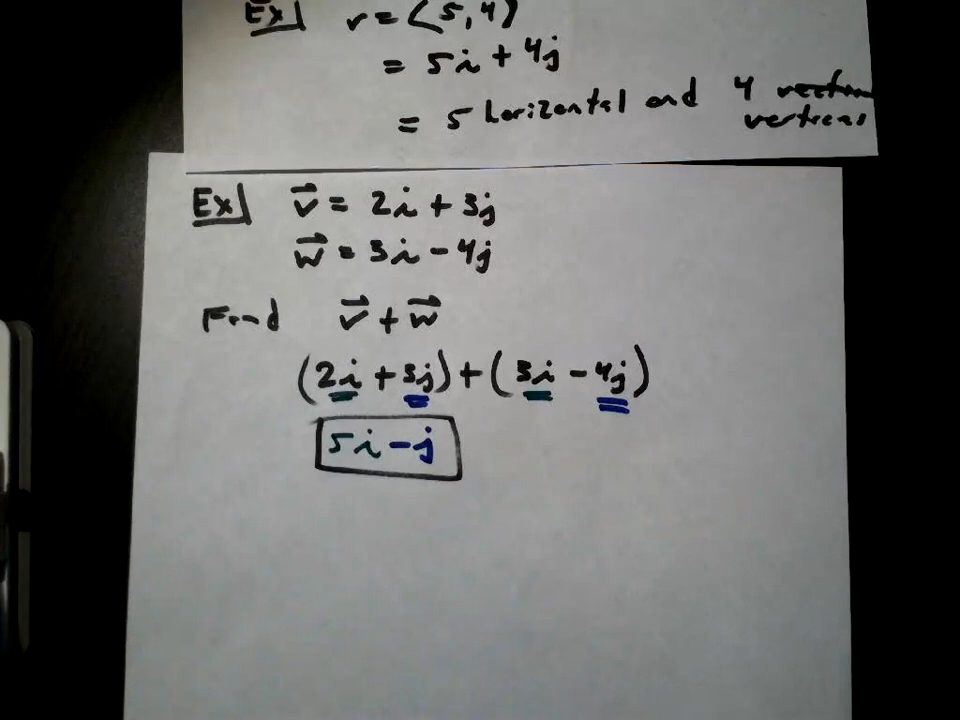 Ex v = (5,4)
= 5i + 4j
= 5 horizontal and 4
Ex v⃗ = 2i + 3j
w⃗ = 3i - 4j
Find v⃗ + w⃗
(2i + 3j) + (3i - 4j)
5i - j